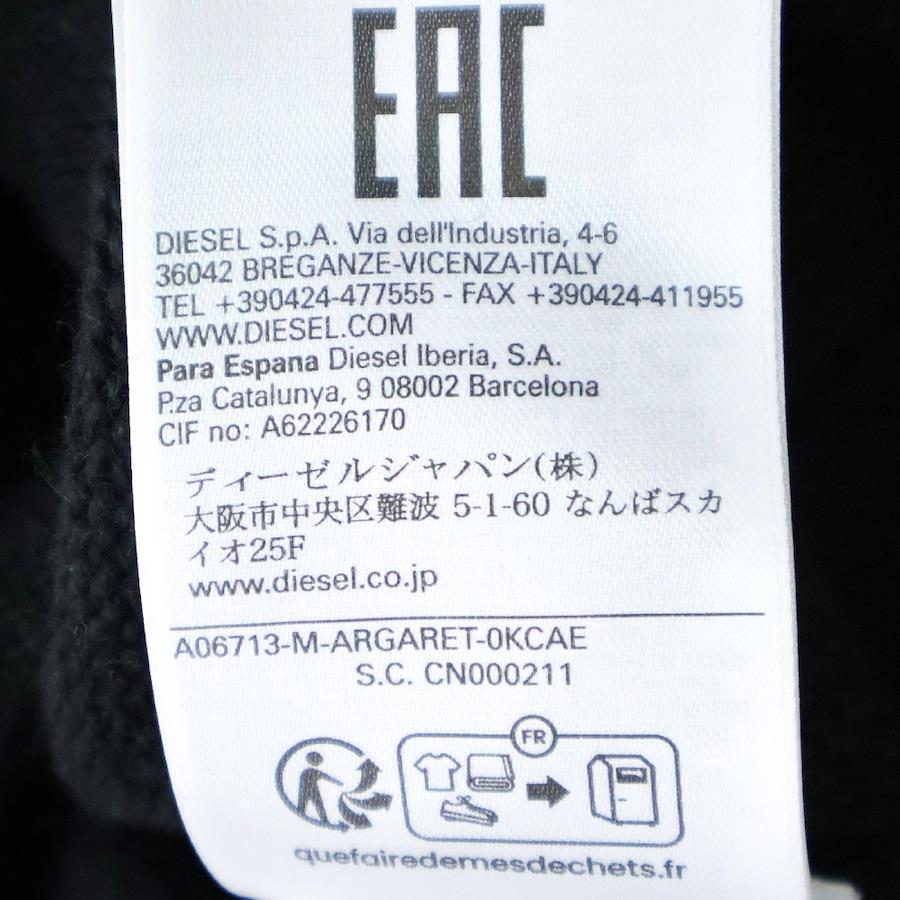 EAC
DIESEL S.p.A. Via dell'Industria, 4-6
36042 BREGANZE-VICENZA-ITALY
TEL +390424-477555 - FAX +390424-411955
WWW.DIESEL.COM
Para Espana Diesel Iberia, S.A.
P.za Catalunya, 9 08002 Barcelona
CIF no: A62226170
ディーゼルジャパン(株)
大阪市中央区難波 5-1-60 なんばスカ
イオ25F
www.diesel.co.jp
A06713-M-ARGARET-0KCAE
S.C. CN000211
FR
quefairedemesdechets.fr